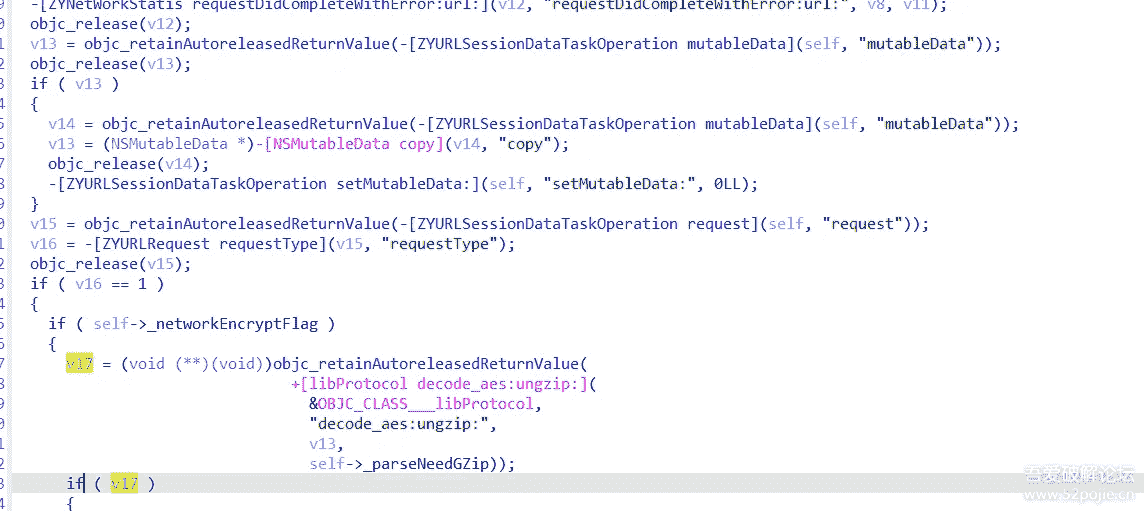 -[ZYNetWorkStatis requestDidCompleteWithError:url:](v12, "requestDidCompleteWithError:url:", v8, v11);
objc_release(v12);
v13 = objc_retainAutoreleasedReturnValue(-[ZYURLSessionDataTaskOperation mutableData](self, "mutableData"));
objc_release(v13);
if ( v13 )
{
v14 = objc_retainAutoreleasedReturnValue(-[ZYURLSessionDataTaskOperation mutableData](self, "mutableData"));
v13 = (NSMutableData *)-[NSMutableData copy](v14, "copy");
objc_release(v14);
-[ZYURLSessionDataTaskOperation setMutableData:](self, "setMutableData:", 0LL);
}
v15 = objc_retainAutoreleasedReturnValue(-[ZYURLSessionDataTaskOperation request](self, "request"));
v16 = -[ZYURLRequest requestType](v15, "requestType");
objc_release(v15);
if ( v16 == 1 )
{
if ( self->_networkEncryptFlag )
{
v17 = (void (**)(void))objc_retainAutoreleasedReturnValue(
+[libProtocol decode_aes:ungzip:](
&OBJC_CLASS___libProtocol,
"decode_aes:ungzip:",
v13,
self->_parseNeedGZip));
if ( v17 )
{
吾爱破解论坛
www.52pojie.cn